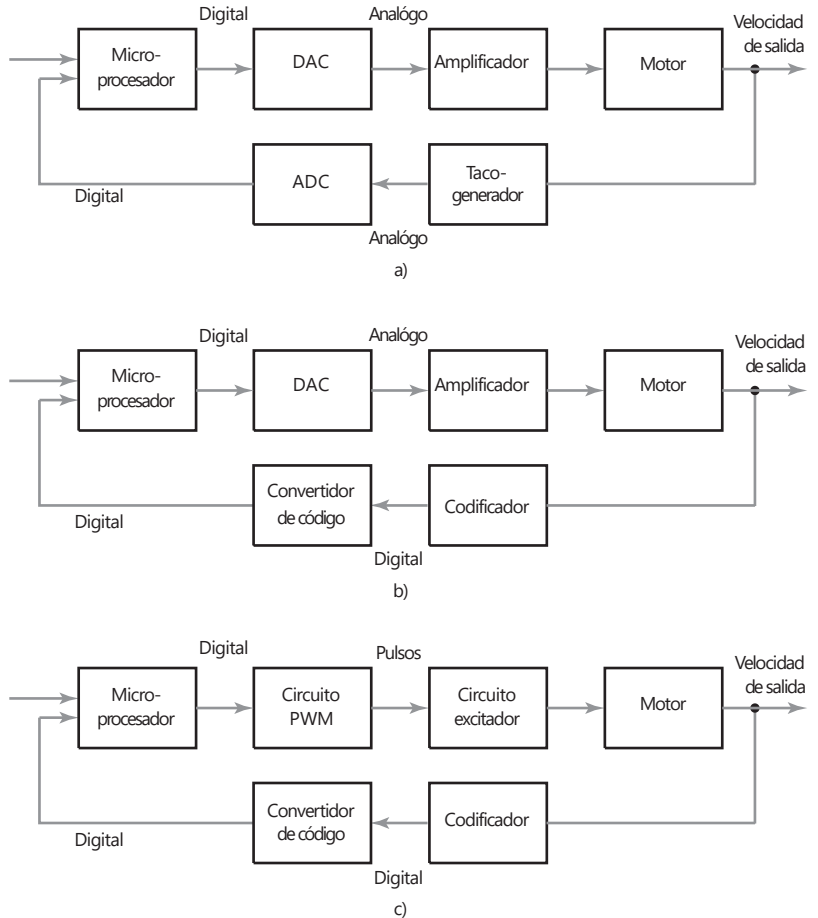 Digital
Analógo
Velocidad
de salida
Micro-
procesador
DAC
Amplificador
Motor
ADC
Taco-
generador
Digital
Analógo
a)
Digital
Analógo
Velocidad
de salida
Micro-
procesador
DAC
Amplificador
Motor
Convertidor
de código
Codificador
Digital
Digital
b)
Digital
Pulsos
Velocidad
de salida
Micro-
procesador
Circuito
PWM
Circuito
excitador
Motor
Convertidor
de código
Codificador
Digital
Digital
c)